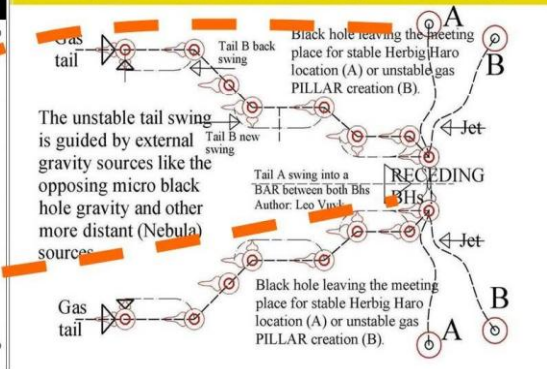 Gas
tail
Tail B back
swing
Black hole leaving the meeting
place for stable Herbig Haro
location (A) or unstable gas
PILLAR creation (B).
A
B
The unstable tail swing
is guided by external
gravity sources like the
opposing micro black
hole gravity and other
more distant (Nebula)
sources
Tail B new
swing
Jet
Tail A swing into a
BAR between both Bhs
Author: Leo Vuyk
RECEDING
BHs
Jet
Gas
tail
Black hole leaving the meeting
place for stable Herbig Haro
location (A) or unstable gas
PILLAR creation (B).
A
B